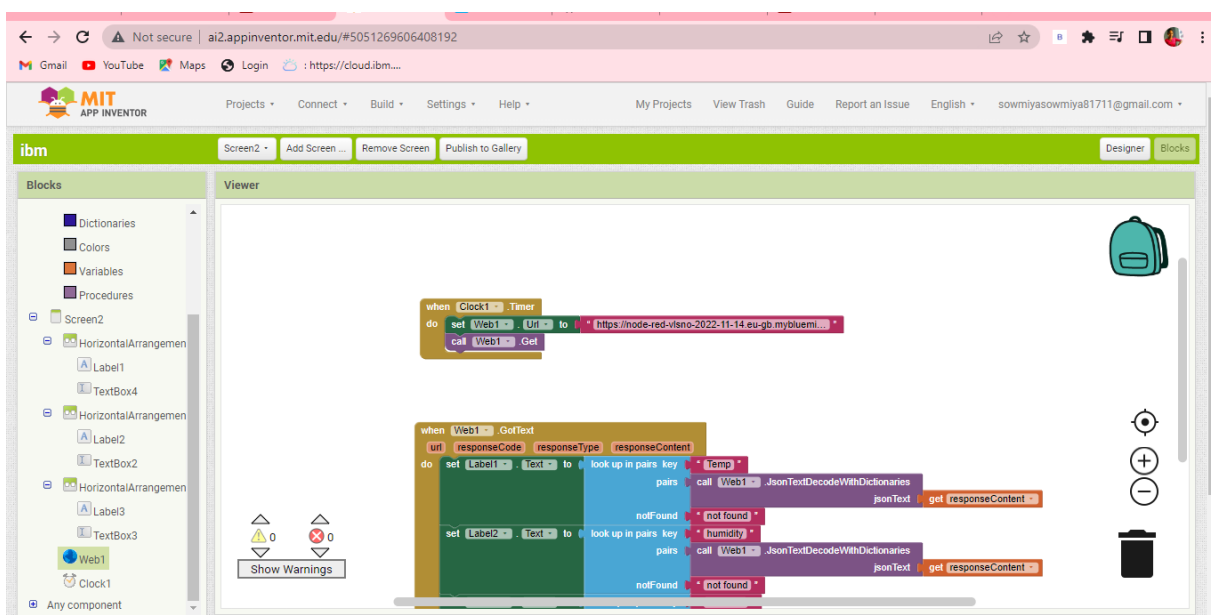 Not secure | ai2.appinventor.mit.edu/#5051269606408192
Gmail YouTube Maps Login : https://cloud.ibm....
MIT
APP INVENTOR
Projects Connect Build Settings Help My Projects View Trash Guide Report an Issue English sowmiyasowmiya81711@gmail.com
ibm Screen2 Add Screen ... Remove Screen Publish to Gallery Designer Blocks
Blocks Viewer
Dictionaries
Colors
Variables
Procedures
Screen2
HorizontalArrangemen
Label1
TextBox4
HorizontalArrangemen
Label2
TextBox2
HorizontalArrangemen
Label3
TextBox3
Web1
Clock1
Any component
when Clock1 .Timer
do set Web1 . Url to " https://node-red-vlsno-2022-11-14.eu-gb.mybluemi... "
call Web1 .Get
when Web1 .GotText
url responseCode responseType responseContent
do set Label1 . Text to look up in pairs key " Temp "
pairs call Web1 .JsonTextDecodeWithDictionaries
jsonText get responseContent
notFound " not found "
set Label2 . Text to look up in pairs key " humidity "
pairs call Web1 .JsonTextDecodeWithDictionaries
jsonText get responseContent
notFound " not found "
0 0
Show Warnings